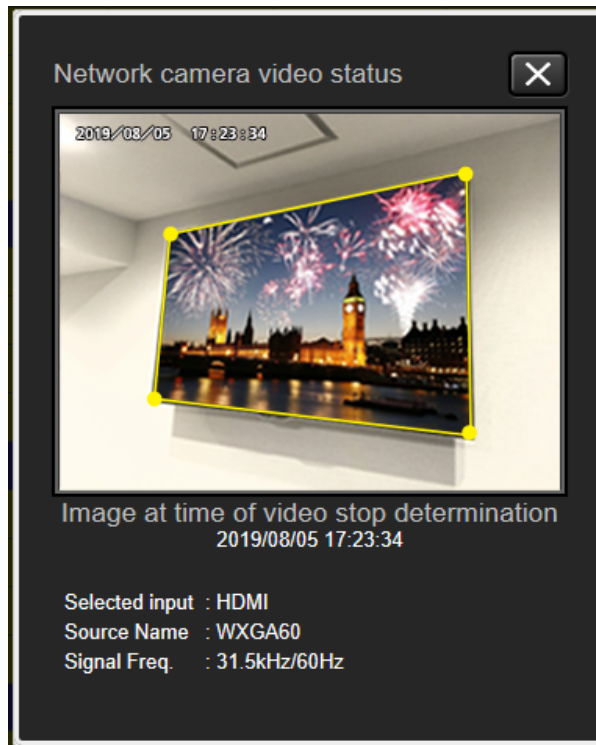 Network camera video status
2019/08/05 17:23:34
Image at time of video stop determination
2019/08/05 17:23:34
Selected input : HDMI
Source Name : WXGA60
Signal Freq. : 31.5kHz/60Hz